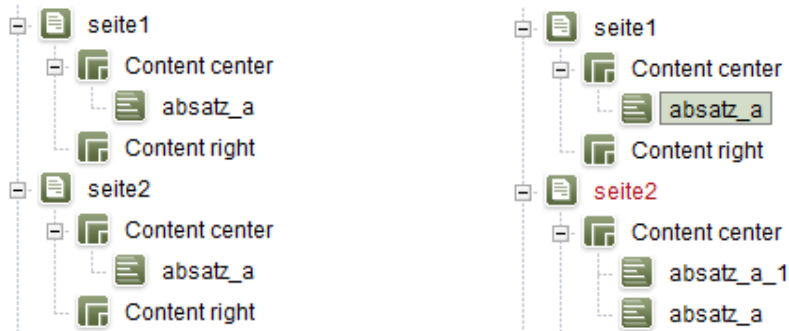 seite1
Content center
absatz_a
Content right
seite2
Content center
absatz_a
Content right
seite1
Content center
absatz_a
Content right
seite2
Content center
absatz_a_1
absatz_a